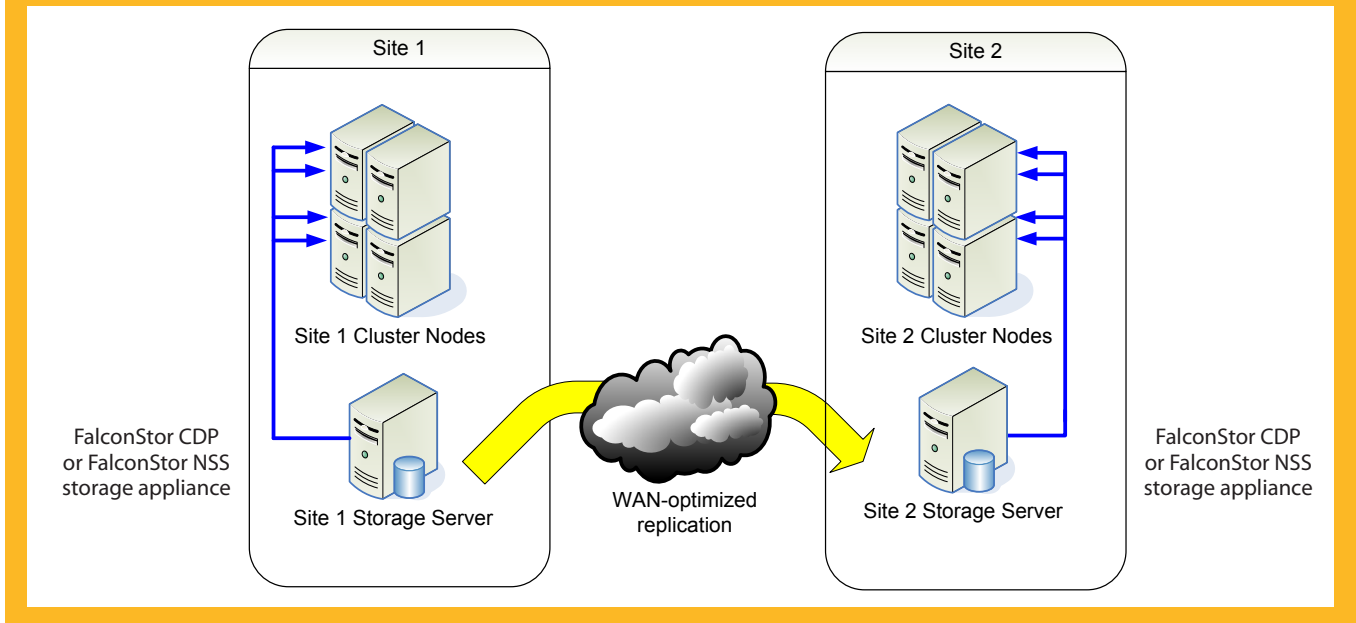 Site 1
Site 2
Site 1 Cluster Nodes
Site 2 Cluster Nodes
FalconStor CDP
or FalconStor NSS
storage appliance
Site 1 Storage Server
WAN-optimized
replication
Site 2 Storage Server
FalconStor CDP
or FalconStor NSS
storage appliance